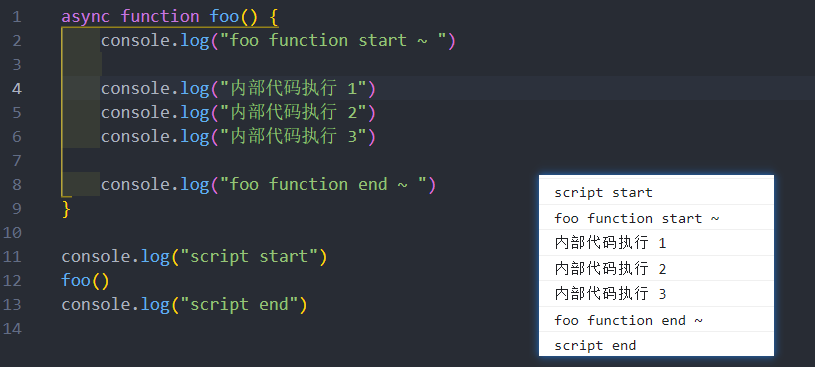 1 async function foo() {
2 console.log("foo function start ~ ")
3
4 console.log("内部代码执行 1")
5 console.log("内部代码执行 2")
6 console.log("内部代码执行 3")
7
8 console.log("foo function end ~ ")
9 }
10
11 console.log("script start")
12 foo()
13 console.log("script end")
14
script start
foo function start ~
内部代码执行 1
内部代码执行 2
内部代码执行 3
foo function end ~
script end